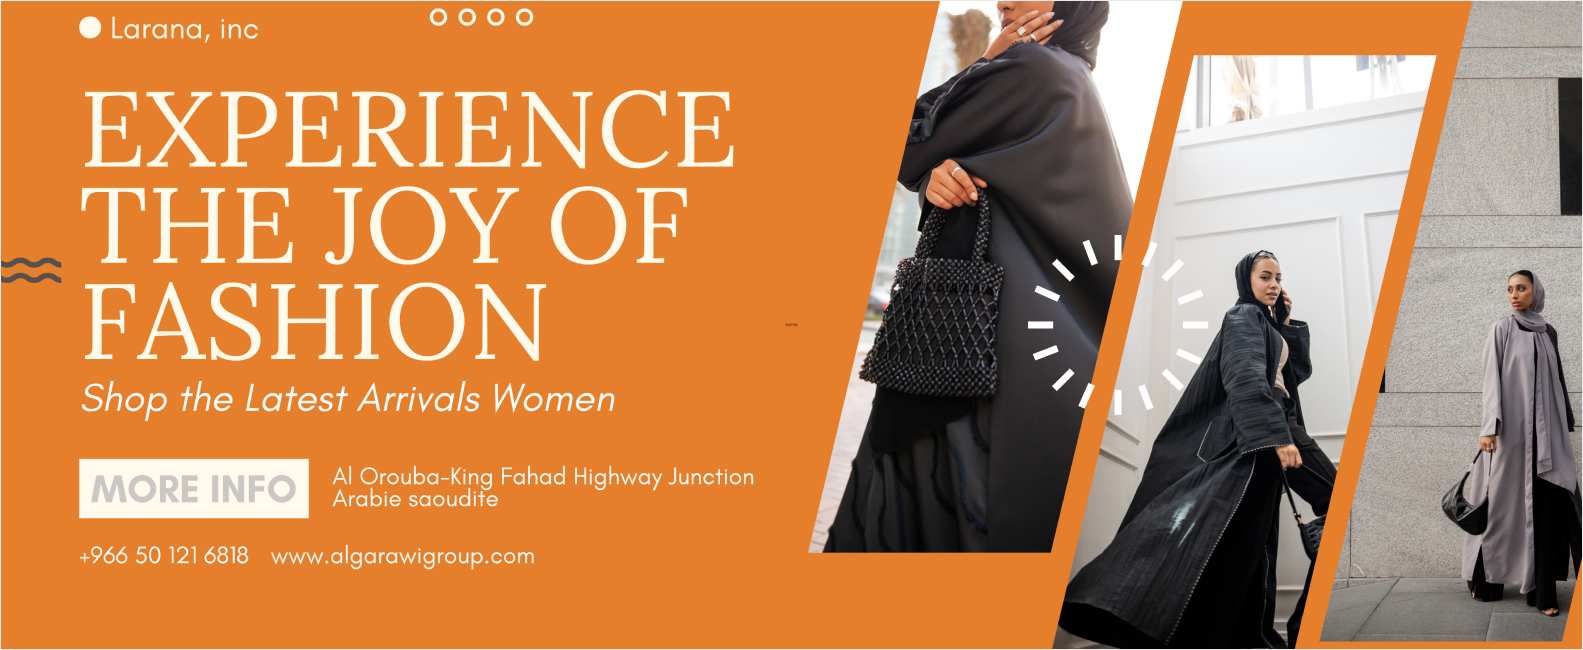 Larana, inc
EXPERIENCE
THE JOY OF
FASHION
Shop the Latest Arrivals Women
MORE INFO
Al Orouba-King Fahad Highway Junction
Arabie saoudite
+966 50 121 6818 www.algarawigroup.com